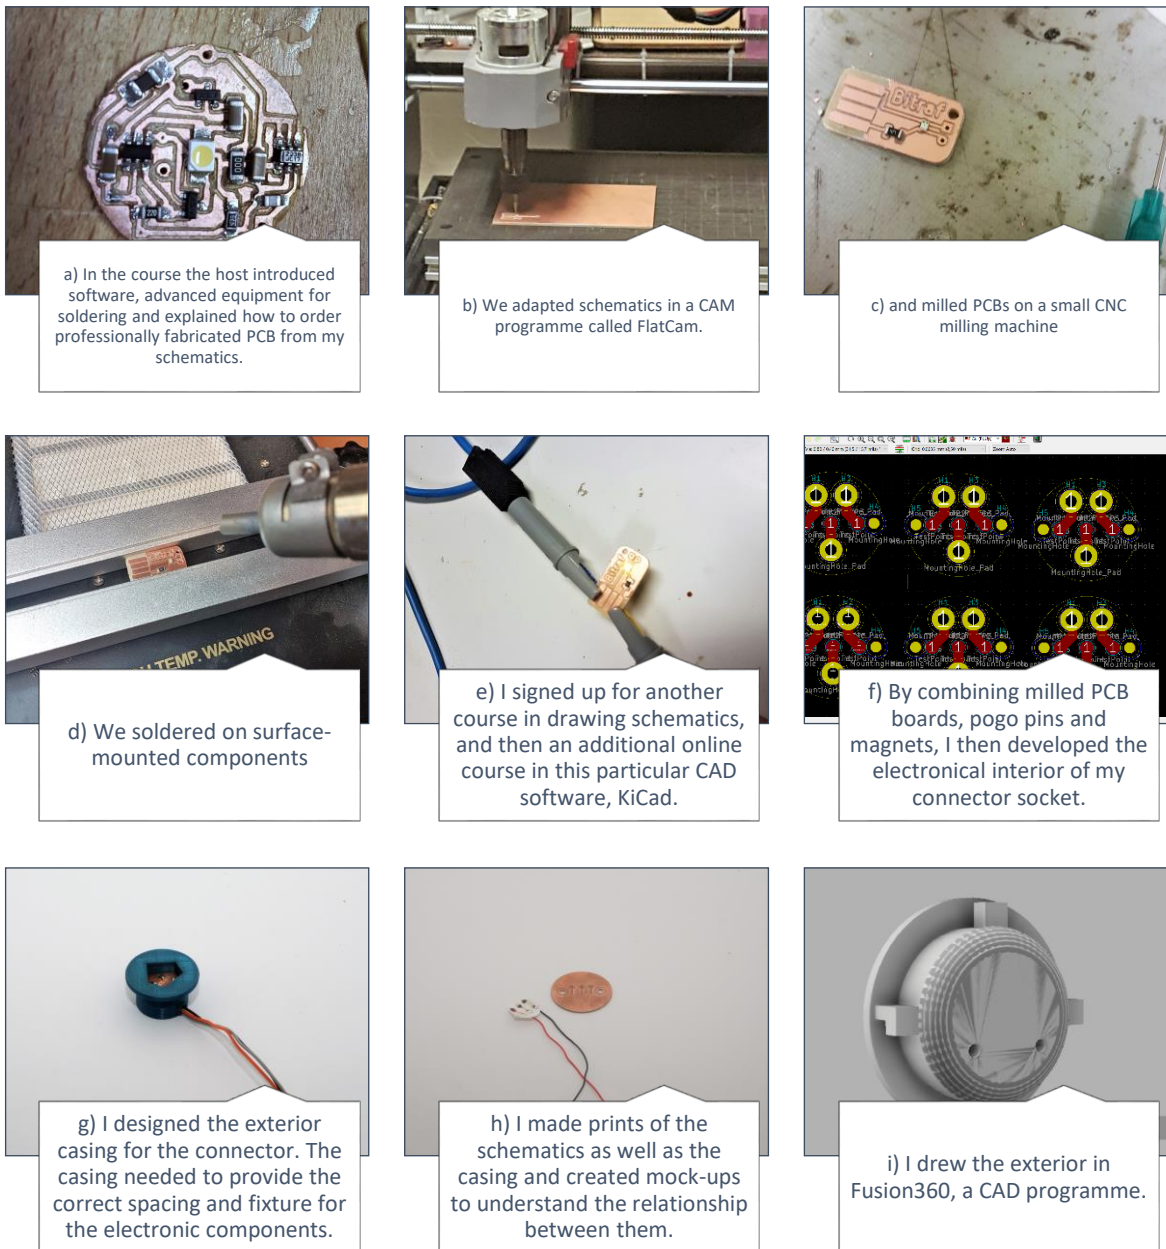 Bitraf
a) In the course the host introduced
software, advanced equipment for
soldering and explained how to order
professionally fabricated PCB from my
schematics.
b) We adapted schematics in a CAM
programme called FlatCam.
c) and milled PCBs on a small CNC
milling machine
TEMP. WARNING
d) We soldered on surface-
mounted components
e) I signed up for another
course in drawing schematics,
and then an additional online
course in this particular CAD
software, KiCad.
Zoom Auto
MountingHole_Pad
MountingHole_Pad
MountingHole
f) By combining milled PCB
boards, pogo pins and
magnets, I then developed the
electronical interior of my
connector socket.
g) I designed the exterior
casing for the connector. The
casing needed to provide the
correct spacing and fixture for
the electronic components.
h) I made prints of the
schematics as well as the
casing and created mock-ups
to understand the relationship
between them.
i) I drew the exterior in
Fusion360, a CAD programme.